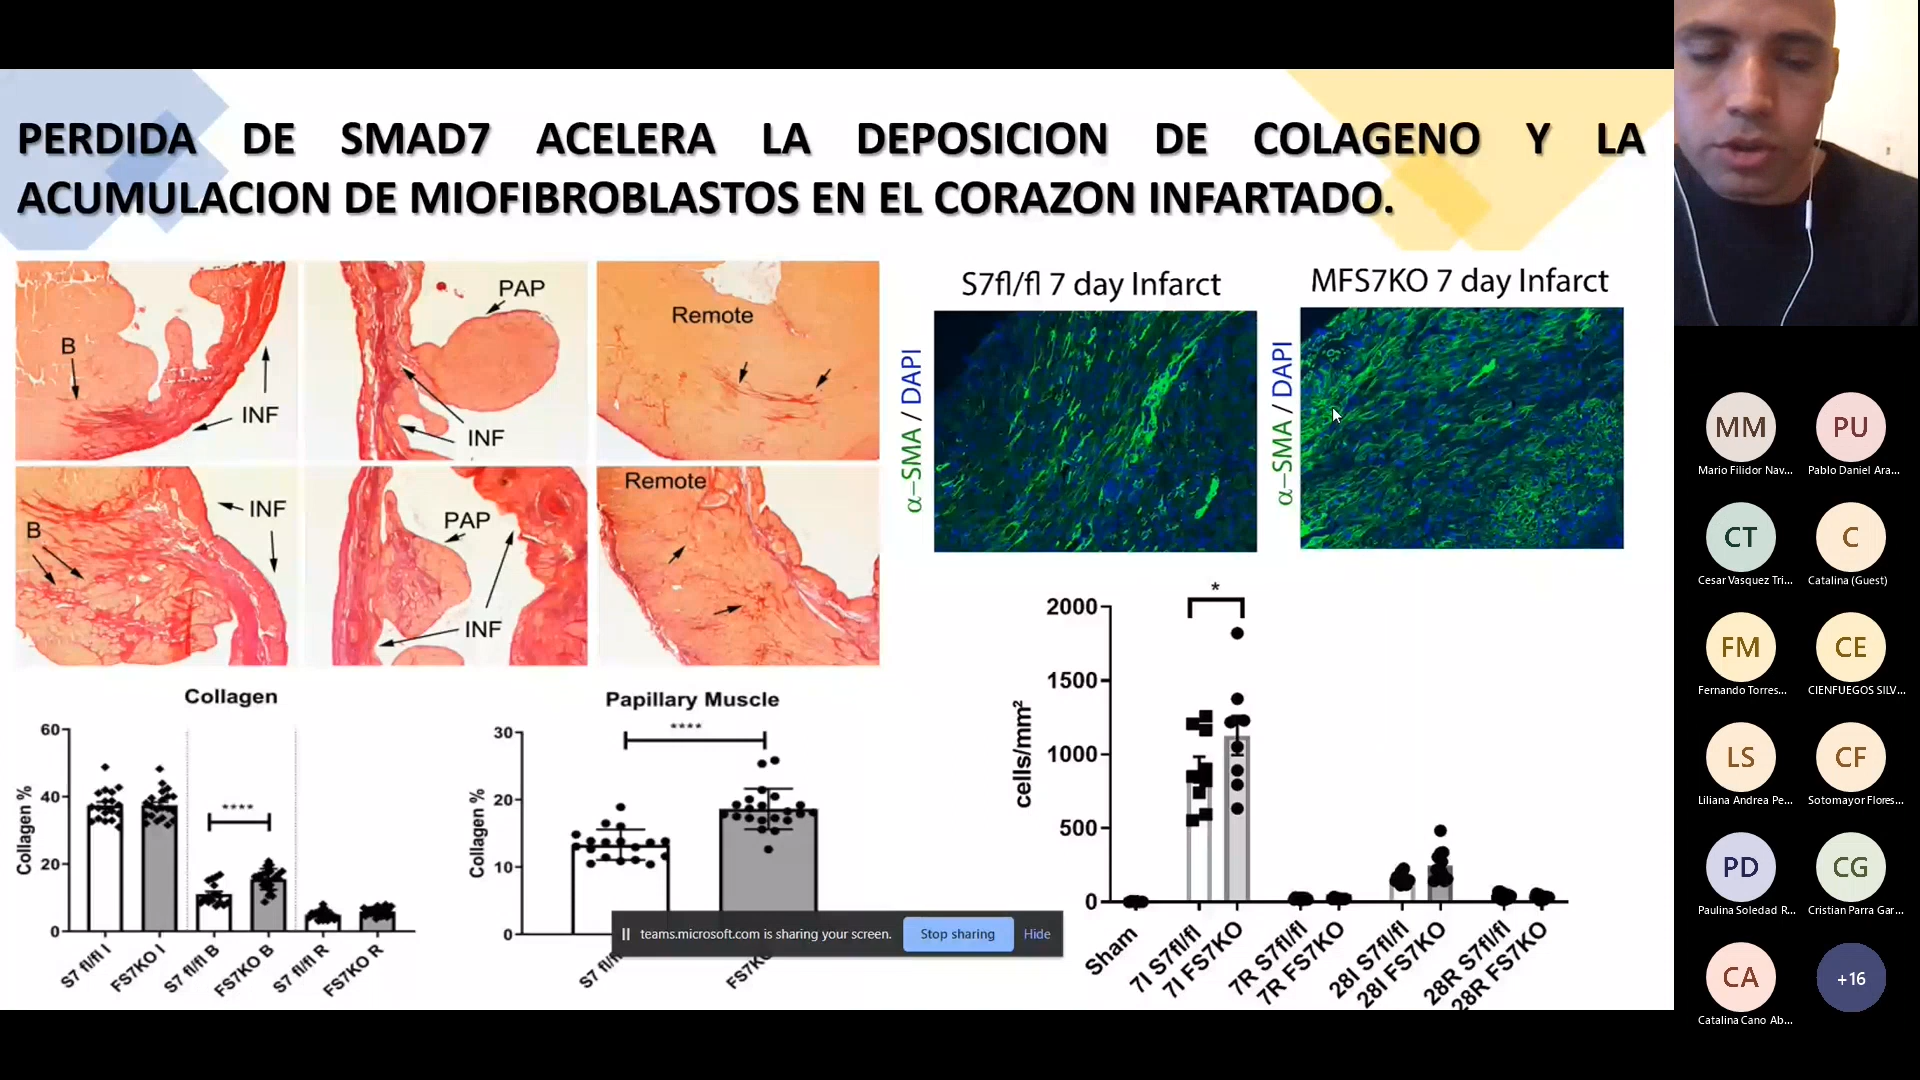 PERDIDA DE SMAD7 ACELERA LA DEPOSICION DE COLAGENO Y LA
ACUMULACION DE MIOFIBROBLASTOS EN EL CORAZON INFARTADO.
B
INF
PAP
INF
Remote
B
INF
PAP
INF
Remote
S7fl/fl 7 day Infarct
α–SMA / DAPI
MFS7KO 7 day Infarct
α–SMA / DAPI
Collagen
Collagen %
60
40
20
0
****
S7 fl/fl I
FS7KO I
S7 fl/fl B
FS7KO B
S7 fl/fl R
FS7KO R
Papillary Muscle
Collagen %
30
20
10
0
****
S7
*
cells/mm²
2000
1500
1000
500
0
Sham
7I S7fl/fl
7I FS7KO
7R S7fl/fl
7R FS7KO
28I S7fl/fl
28I FS7KO
28R S7fl/fl
28R FS7KO
teams.microsoft.com is sharing your screen.
Stop sharing
Hide
MM
Mario Filidor Nav...
PU
Pablo Daniel Ara...
CT
Cesar Vasquez Tri...
C
Catalina (Guest)
FM
Fernando Torres...
CE
CIENFUEGOS SILV...
LS
Liliana Andrea Pe...
CF
Sotomayor Flores...
PD
Paulina Soledad R...
CG
Cristian Parra Gar...
CA
Catalina Cano Ab...
+16